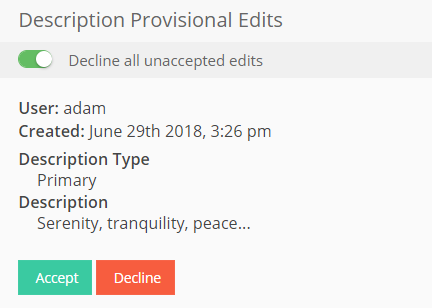 Description Provisional Edits
Decline all unaccepted edits
User: adam
Created: June 29th 2018, 3:26 pm
Description Type
Primary
Description
Serenity, tranquility, peace...
Accept Decline